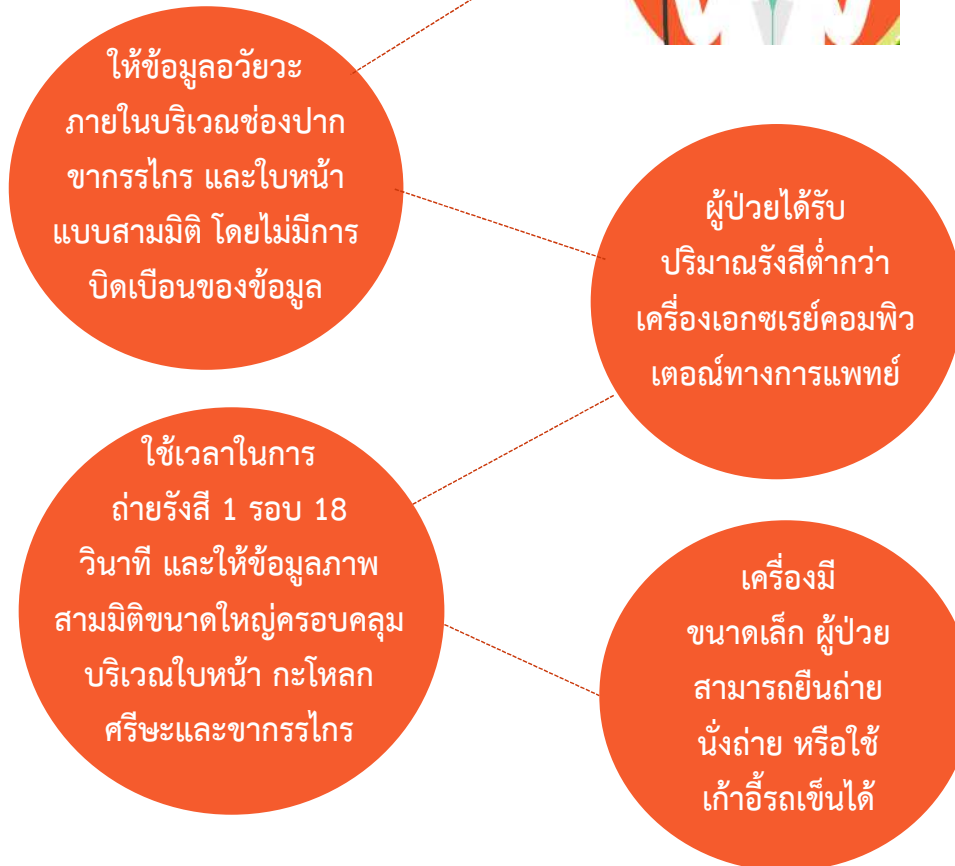 ให้ข้อมูลอวัยวะ
ภายในบริเวณช่องปาก
ขากรรไกร และใบหน้า
แบบสามมิติ โดยไม่มีการ
บิดเบือนของข้อมูล
ผู้ป่วยได้รับ
ปริมาณรังสีต่ำกว่า
เครื่องเอกซเรย์คอมพิว
เตอณ์ทางการแพทย์
ใช้เวลาในการ
ถ่ายรังสี 1 รอบ 18
วินาที และให้ข้อมูลภาพ
สามมิติขนาดใหญ่ครอบคลุม
บริเวณใบหน้า กะโหลก
ศรีษะและขากรรไกร
เครื่องมี
ขนาดเล็ก ผู้ป่วย
สามารถยืนถ่าย
นั่งถ่าย หรือใช้
เก้าอี้รถเข็นได้